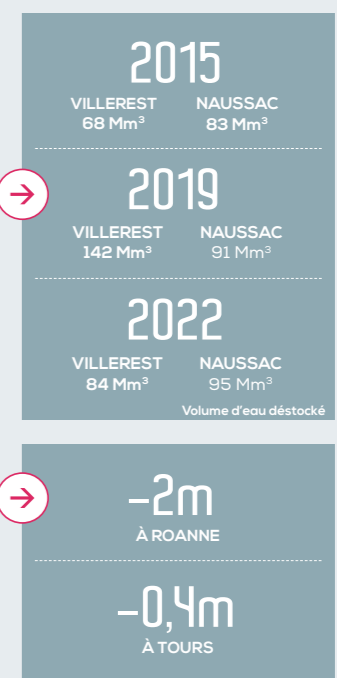 2015
VILLEREST NAUSSAC
68 Mm³ 83 Mm³
2019
VILLEREST NAUSSAC
142 Mm³ 91 Mm³
2022
VILLEREST NAUSSAC
84 Mm³ 95 Mm³
Volume d'eau déstocké
-2m
À ROANNE
-0,4m
À TOURS